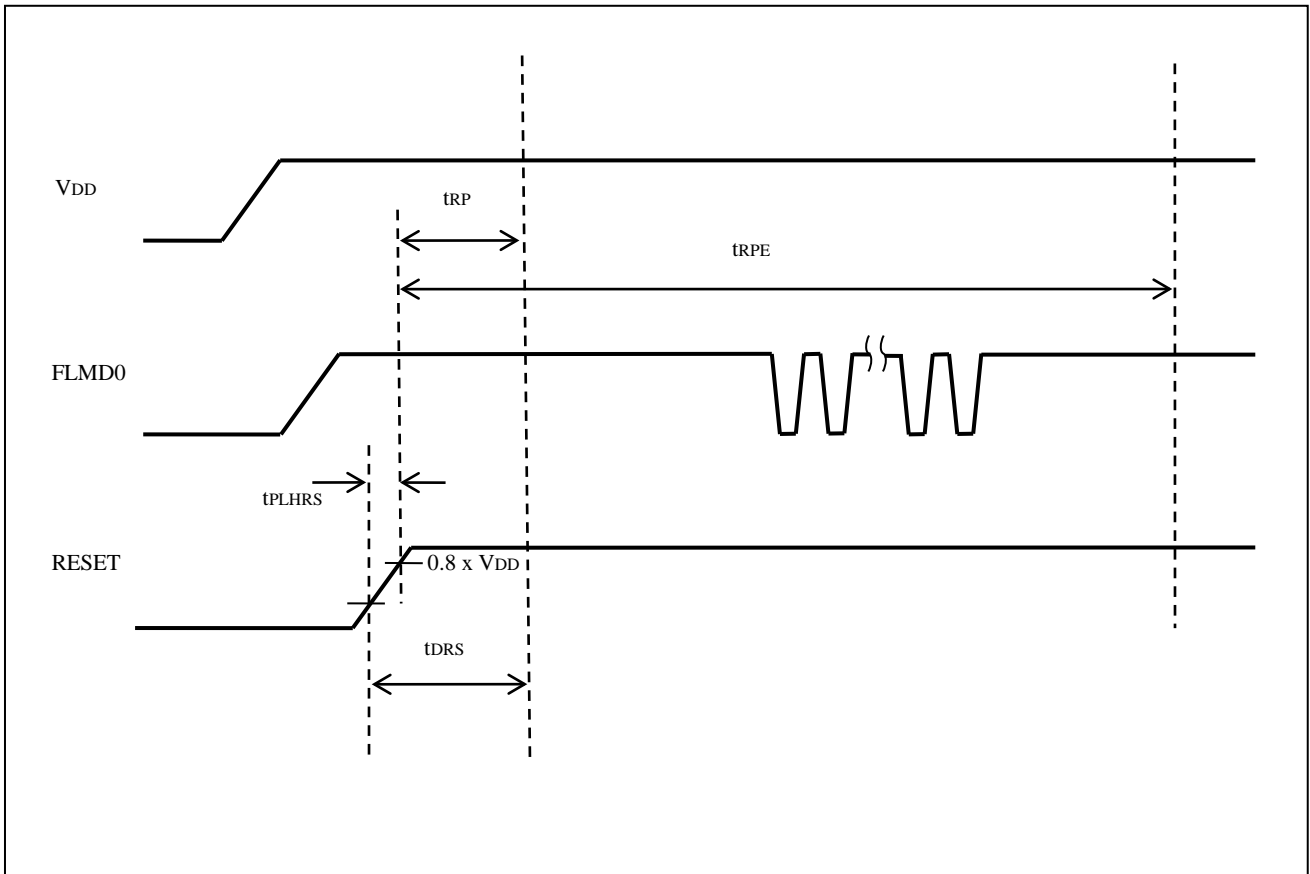 VDD
tRP
tRPE
FLMD0
tPLHRS
RESET
0.8 x VDD
tDRS